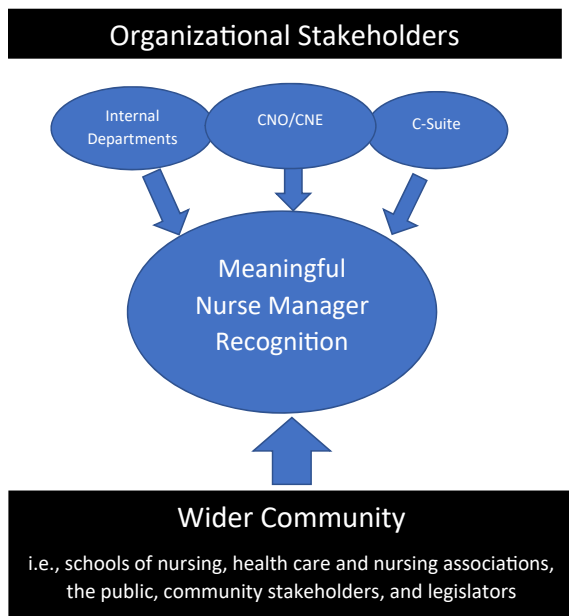 Organizational Stakeholders
Internal
Departments
CNO/CNE
C-Suite
Meaningful
Nurse Manager
Recognition
Wider Community
i.e., schools of nursing, health care and nursing associations,
the public, community stakeholders, and legislators